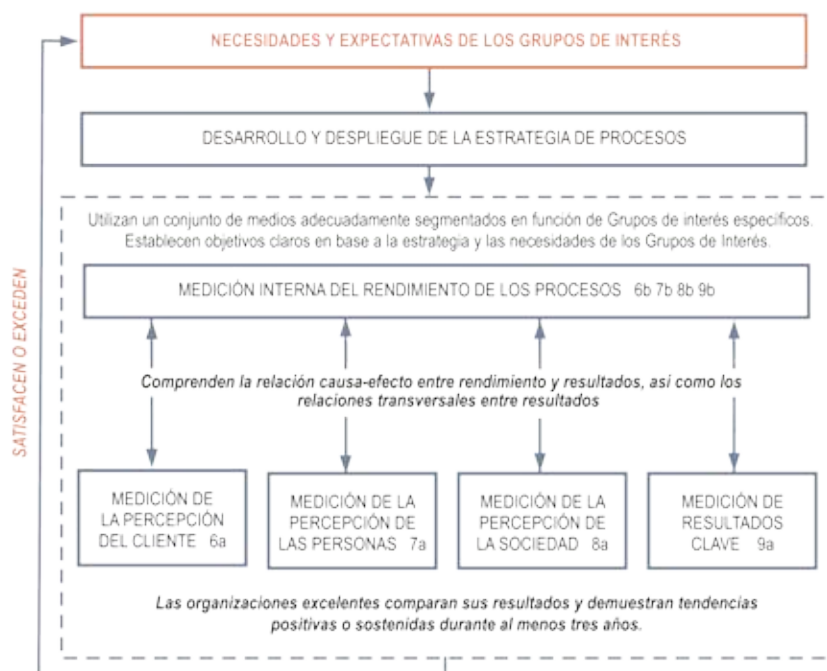 NECESIDADES Y EXPECTATIVAS DE LOS GRUPOS DE INTERÉS
DESARROLLO Y DESPLIEGUE DE LA ESTRATEGIA DE PROCESOS
Utilizan un conjunto de medios adecuadamente segmentados en función de Grupos de interés específicos.
Establecen objetivos claros en base a la estrategia y las necesidades de los Grupos de Interés.
MEDICIÓN INTERNA DEL RENDIMIENTO DE LOS PROCESOS 6b 7b 8b 9b
SATISFACEN O EXCEDEN
Comprenden la relación causa-efecto entre rendimiento y resultados, así como los
relaciones transversales entre resultados
MEDICIÓN DE
LA PERCEPCIÓN
DEL CLIENTE 6a
MEDICIÓN DE LA
PERCEPCIÓN DE
LAS PERSONAS 7a
MEDICIÓN DE LA
PERCEPCIÓN DE
LA SOCIEDAD 8a
MEDICIÓN DE
RESULTADOS
CLAVE 9a
Las organizaciones excelentes comparan sus resultados y demuestran tendencias
positivas o sostenidas durante al menos tres años.